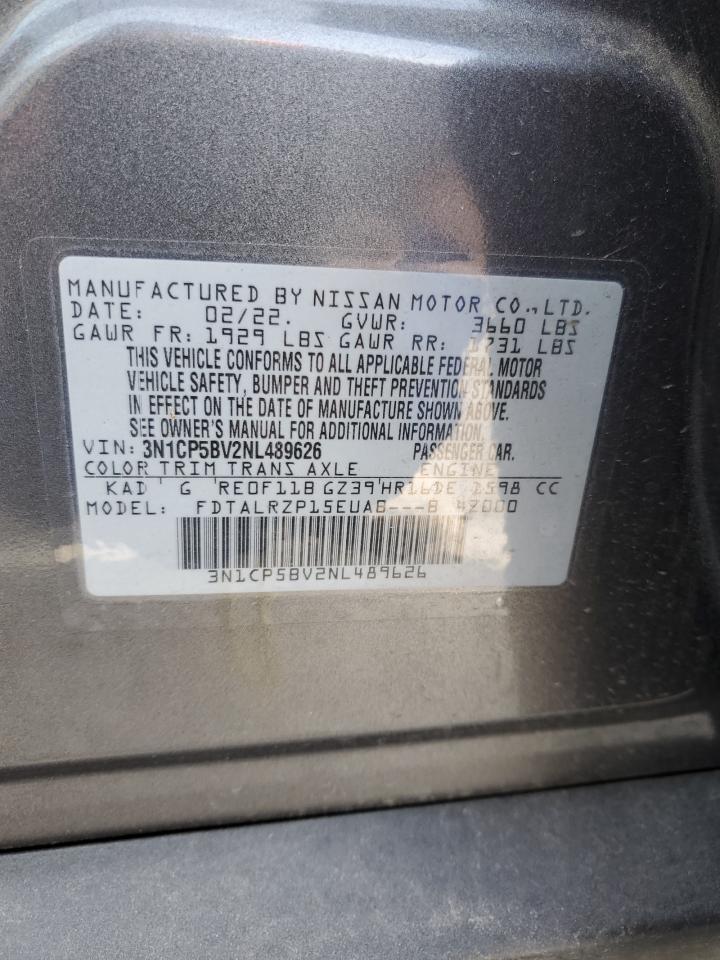 MANUFACTURED BY NISSAN MOTOR CO., LTD.
DATE: 02/22. GVWR: 3660 LBS
GAWR FR: 1929 LBS GAWR RR: 1731 LBS
THIS VEHICLE CONFORMS TO ALL APPLICABLE FEDERAL MOTOR
VEHICLE SAFETY, BUMPER AND THEFT PREVENTION STANDARDS
IN EFFECT ON THE DATE OF MANUFACTURE SHOWN ABOVE.
SEE OWNER'S MANUAL FOR ADDITIONAL INFORMATION.
VIN: 3N1CP5BV2NL489626 PASSENGER CAR.
COLOR TRIM TRANS AXLE ENGINE
KAD G RE0F11B GZ39 HR16DE 1598 CC
MODEL: FDTALRZP15EUAB---B 47000
3N1CP5BV2NL489626